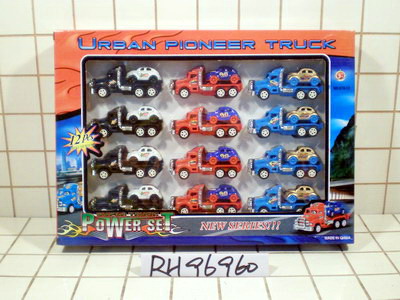 URBAN PIONEER TRUCK
POWER SET
NEW SERIES!!!
MADE IN CHINA
RH96960